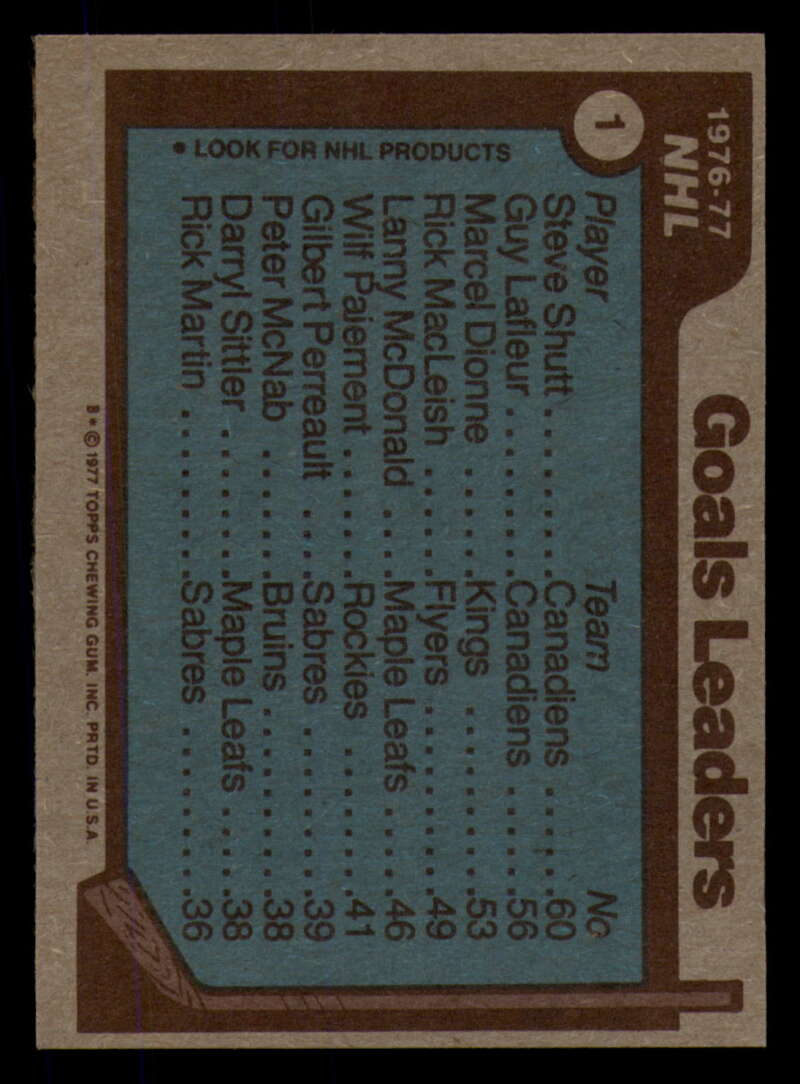 1976-77
NHL
Goals Leaders
1
Player Team No
Steve Shutt . . . . . . . . . Canadiens . . . . . .60
Guy Lafleur . . . . . . . . . Canadiens . . . . . .56
Marcel Dionne . . . . . . Kings . . . . . . . . . .53
Rick MacLeish . . . . . . Flyers . . . . . . . . . .49
Lanny McDonald . . . . Maple Leafs . . . . .46
Wilf Paiement . . . . . . . Rockies . . . . . . . .41
Gilbert Perreault . . . . Sabres . . . . . . . . .39
Peter McNab . . . . . . . Bruins . . . . . . . . . .38
Darryl Sittler . . . . . . . . Maple Leafs . . . . .38
Rick Martin . . . . . . . . . Sabres . . . . . . . . .36
• LOOK FOR NHL PRODUCTS
B * © 1977 TOPPS CHEWING GUM, INC. PRTD. IN U.S.A.